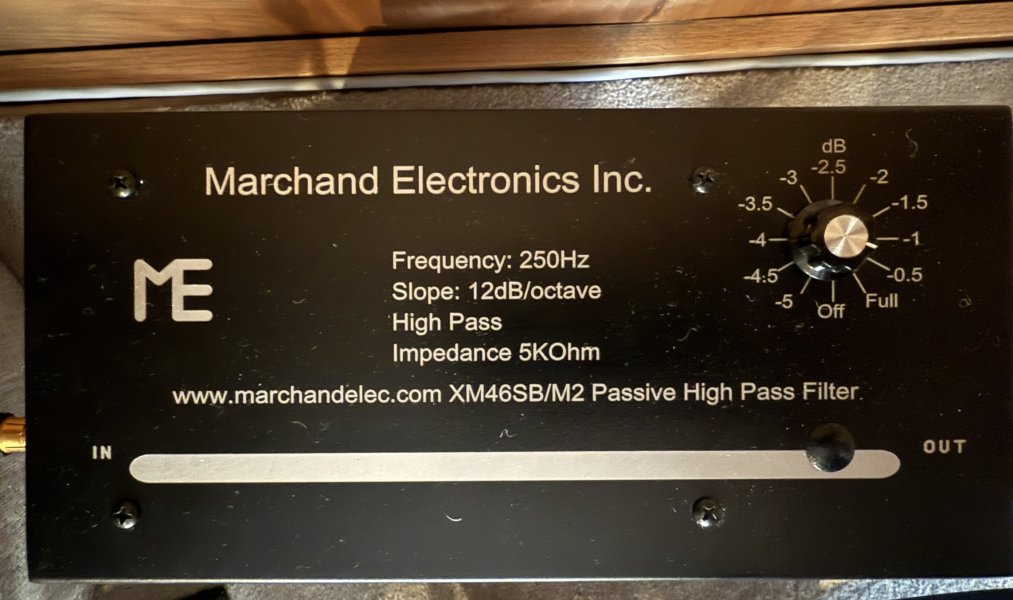 Marchand Electronics Inc.
ME
Frequency: 250Hz
Slope: 12dB/octave
High Pass
Impedance 5KOhm
www.marchandelec.com XM46SB/M2 Passive High Pass Filter
IN
OUT
dB
-2.5
-3
-2
-3.5
-1.5
-4
-1
-4.5
-0.5
-5
Off
Full